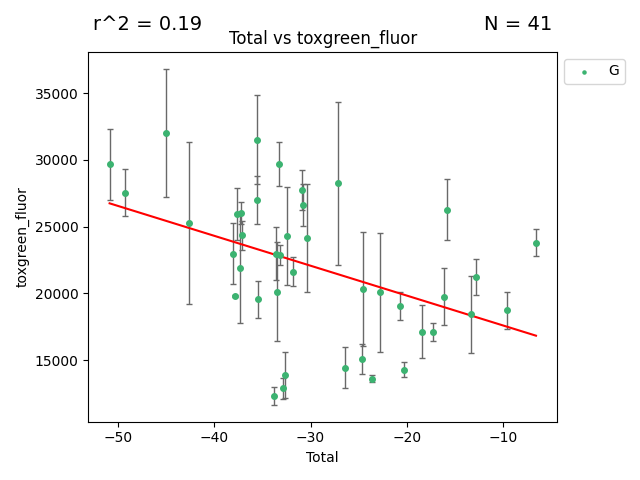 r^2 = 0.19
N = 41
Total vs toxgreen_fluor
G
toxgreen_fluor
35000
30000
25000
20000
15000
−50
−40
−30
−20
−10
Total